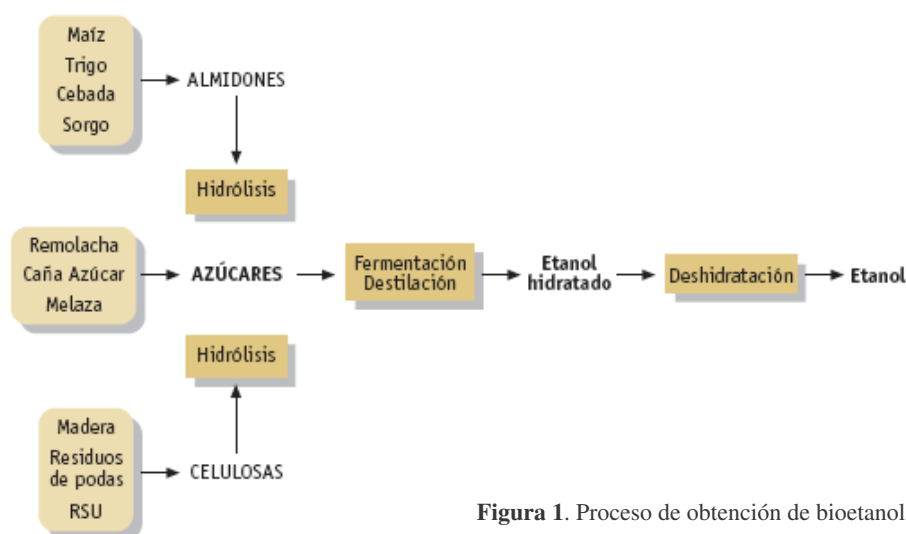 Maíz
Trigo
Cebada
Sorgo
ALMIDONES
Hidrólisis
Remolacha
Caña Azúcar
Melaza
AZÚCARES
Fermentación
Destilación
Etanol
hidratado
Deshidratación
Etanol
Hidrólisis
Madera
Residuos
de podas
RSU
CELULOSAS
Figura 1. Proceso de obtención de bioetanol